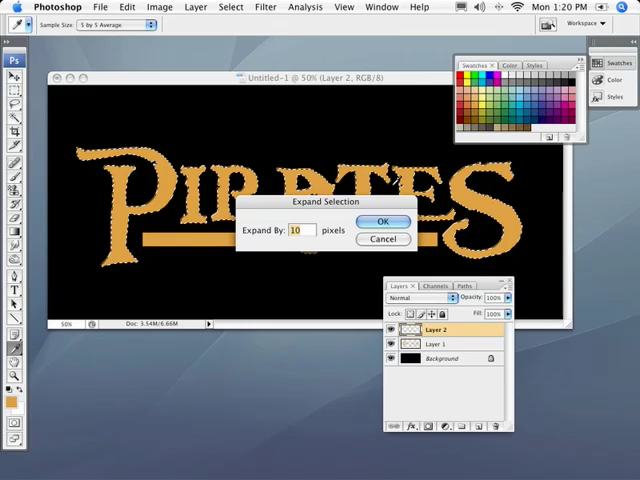 Photoshop File Edit Image Layer Select Filter Analysis View Window Help Mon 1:20 PM
Sample Size: 5 by 5 Average Workspace
Ps
Untitled-1 @ 50% (Layer 2, RGB/8)
Swatches × Color Styles
Swatches
Color
Styles
PIRATES
Expand Selection
Expand By: 10 pixels
OK
Cancel
50% Doc: 3.54M/6.66M
Layers × Channels Paths
Normal Opacity: 100%
Lock: Fill: 100%
Layer 2
Layer 1
Background